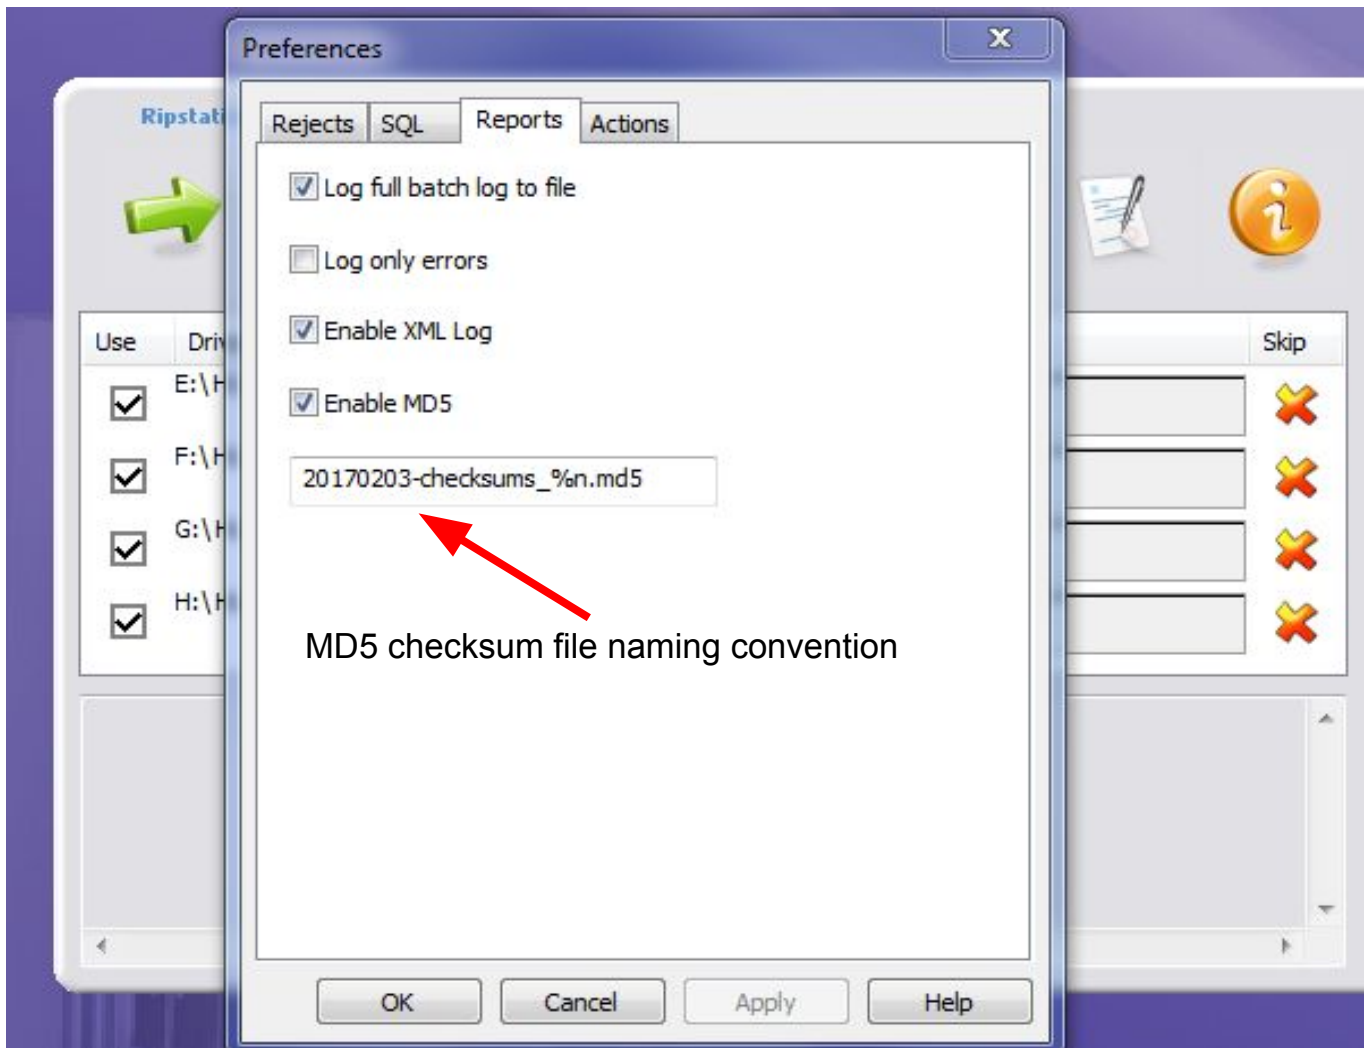 Preferences
Ripstati
Rejects SQL Reports Actions
Log full batch log to file
Log only errors
Enable XML Log
Enable MD5
20170203-checksums_%n.md5
MD5 checksum file naming convention
Use Driv Skip
E:\H
F:\H
G:\H
H:\H
OK Cancel Apply Help